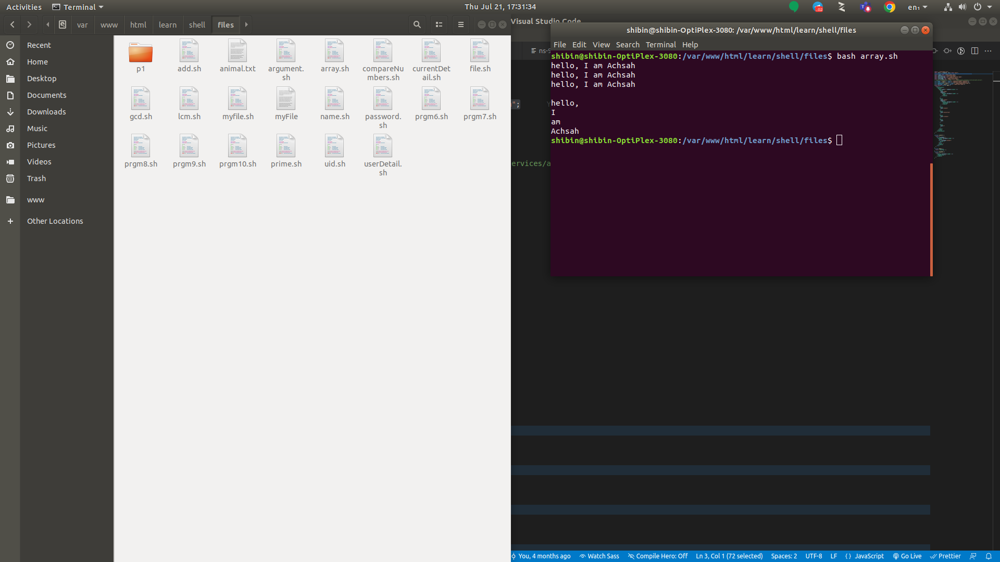 Activities
Terminal
Thu Jul 21, 17:31:34
en₁
var
www
html
learn
shell
files
Visual Studio Code
Recent
Home
Desktop
Documents
Downloads
Music
Pictures
Videos
Trash
www
Other Locations
p1
add.sh
animal.txt
argument.
sh
array.sh
compareNu
mbers.sh
currentDet
ail.sh
file.sh
gcd.sh
lcm.sh
myfile.sh
myFile
name.sh
password.
sh
prgm6.sh
prgm7.sh
prgm8.sh
prgm9.sh
prgm10.sh
prime.sh
uid.sh
userDetail.
sh
shibin@shibin-OptiPlex-3080: /var/www/html/learn/shell/files
File Edit View Search Terminal Help
shibin@shibin-OptiPlex-3080:/var/www/html/learn/shell/files$ bash array.sh
hello, I am Achsah
hello, I am Achsah
hello, I am Achsah
hello,
I
am
Achsah
shibin@shibin-OptiPlex-3080:/var/www/html/learn/shell/files$
";
ervices/a
You, 4 months ago
Watch Sass
Compile Hero: Off
Ln 3, Col 1 (72 selected)
Spaces: 2
UTF-8
LF
{ } JavaScript
Go Live
Prettier